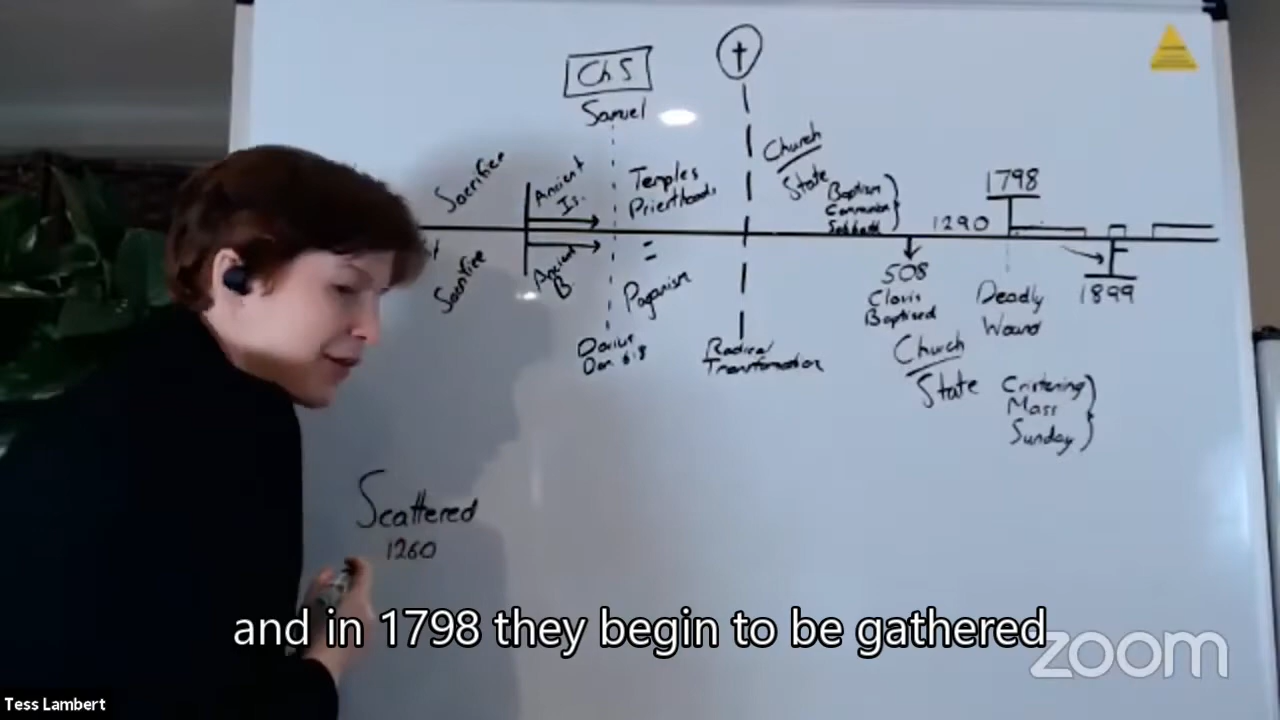 Ch 5
Samuel
Church
State
Sacrifice
Ancient
Is.
Temples
Priesthoods
Baptism
Communion
Sabbath
1290
1798
=
Sacrifice
Ancient
B.
Paganism
508
Clovis
Baptised
Deadly
Wound
1899
Darius
Dan 6:8
Radical
Transformation
Church
State
Cristening
Mass
Sunday
Scattered
1260
and in 1798 they begin to be gathered
zoom
Tess Lambert